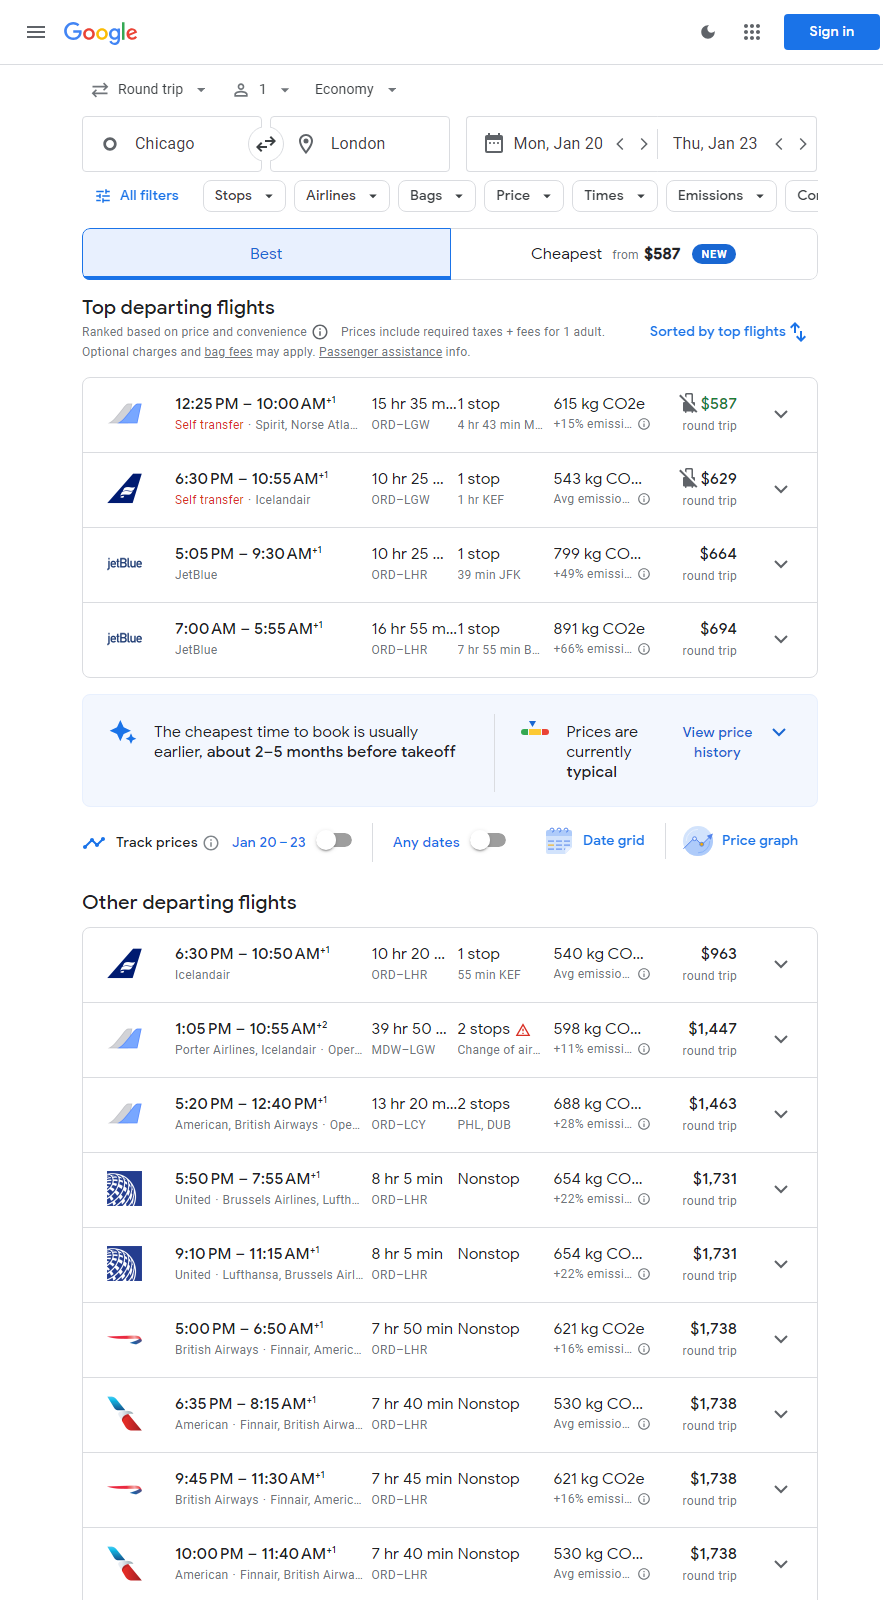 Google
Sign in
Round trip 1 Economy
Chicago London Mon, Jan 20 Thu, Jan 23
All filters Stops Airlines Bags Price Times Emissions Co
Best Cheapest from $587 NEW
Top departing flights
Ranked based on price and convenience Prices include required taxes + fees for 1 adult.
Optional charges and bag fees may apply. Passenger assistance info.
Sorted by top flights
12:25 PM – 10:00 AM+1 15 hr 35 m... 1 stop 615 kg CO2e $587
Self transfer · Spirit, Norse Atla... ORD–LGW 4 hr 43 min M... +15% emissi... round trip
6:30 PM – 10:55 AM+1 10 hr 25 ... 1 stop 543 kg CO... $629
Self transfer · Icelandair ORD–LGW 1 hr KEF Avg emissio... round trip
jetBlue 5:05 PM – 9:30 AM+1 10 hr 25 ... 1 stop 799 kg CO... $664
JetBlue ORD–LHR 39 min JFK +49% emissi... round trip
jetBlue 7:00 AM – 5:55 AM+1 16 hr 55 m... 1 stop 891 kg CO2e $694
JetBlue ORD–LHR 7 hr 55 min B... +66% emissi... round trip
The cheapest time to book is usually
earlier, about 2–5 months before takeoff
Prices are
currently
typical
View price
history
Track prices Jan 20 – 23 Any dates Date grid Price graph
Other departing flights
6:30 PM – 10:50 AM+1 10 hr 20 ... 1 stop 540 kg CO... $963
Icelandair ORD–LHR 55 min KEF Avg emissio... round trip
1:05 PM – 10:55 AM+2 39 hr 50 ... 2 stops 598 kg CO... $1,447
Porter Airlines, Icelandair · Oper... MDW–LGW Change of air... +11% emissi... round trip
5:20 PM – 12:40 PM+1 13 hr 20 m... 2 stops 688 kg CO... $1,463
American, British Airways · Ope... ORD–LCY PHL, DUB +28% emissi... round trip
5:50 PM – 7:55 AM+1 8 hr 5 min Nonstop 654 kg CO... $1,731
United · Brussels Airlines, Lufth... ORD–LHR +22% emissi... round trip
9:10 PM – 11:15 AM+1 8 hr 5 min Nonstop 654 kg CO... $1,731
United · Lufthansa, Brussels Airl... ORD–LHR +22% emissi... round trip
5:00 PM – 6:50 AM+1 7 hr 50 min Nonstop 621 kg CO2e $1,738
British Airways · Finnair, Americ... ORD–LHR +16% emissi... round trip
6:35 PM – 8:15 AM+1 7 hr 40 min Nonstop 530 kg CO... $1,738
American · Finnair, British Airwa... ORD–LHR Avg emissio... round trip
9:45 PM – 11:30 AM+1 7 hr 45 min Nonstop 621 kg CO2e $1,738
British Airways · Finnair, Americ... ORD–LHR +16% emissi... round trip
10:00 PM – 11:40 AM+1 7 hr 40 min Nonstop 530 kg CO... $1,738
American · Finnair, British Airwa... ORD–LHR Avg emissio... round trip